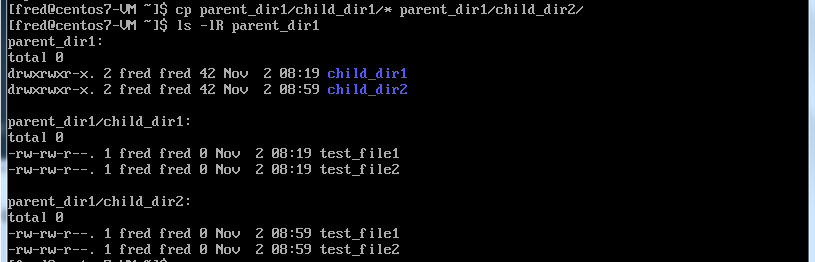 [fred@centos7-VM ~]$ cp parent_dir1/child_dir1/* parent_dir1/child_dir2/
[fred@centos7-VM ~]$ ls -lR parent_dir1
parent_dir1:
total 0
drwxrwxr-x. 2 fred fred 42 Nov  2 08:19 child_dir1
drwxrwxr-x. 2 fred fred 42 Nov  2 08:59 child_dir2
parent_dir1/child_dir1:
total 0
-rw-rw-r--. 1 fred fred 0 Nov  2 08:19 test_file1
-rw-rw-r--. 1 fred fred 0 Nov  2 08:19 test_file2
parent_dir1/child_dir2:
total 0
-rw-rw-r--. 1 fred fred 0 Nov  2 08:59 test_file1
-rw-rw-r--. 1 fred fred 0 Nov  2 08:59 test_file2